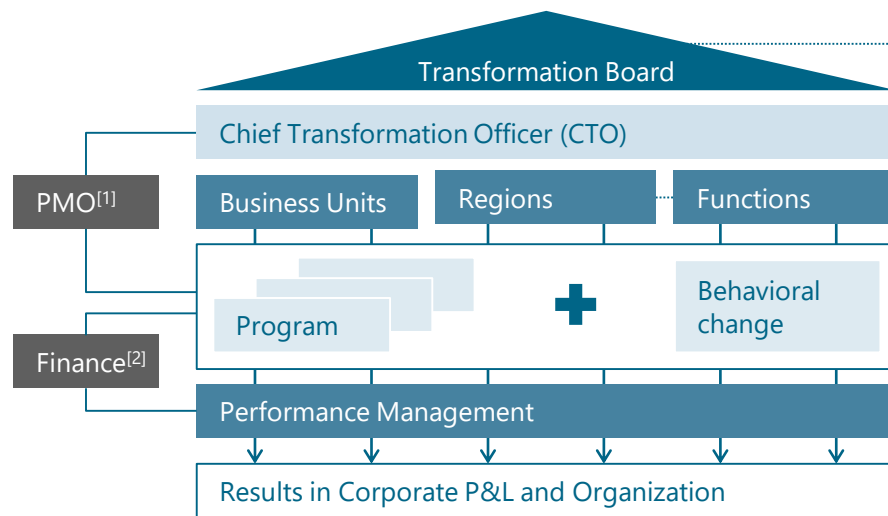 Transformation Board
Chief Transformation Officer (CTO)
PMO[1]
Business Units
Regions
Functions
Program
Behavioral
change
Finance[2]
Performance Management
Results in Corporate P&L and Organization